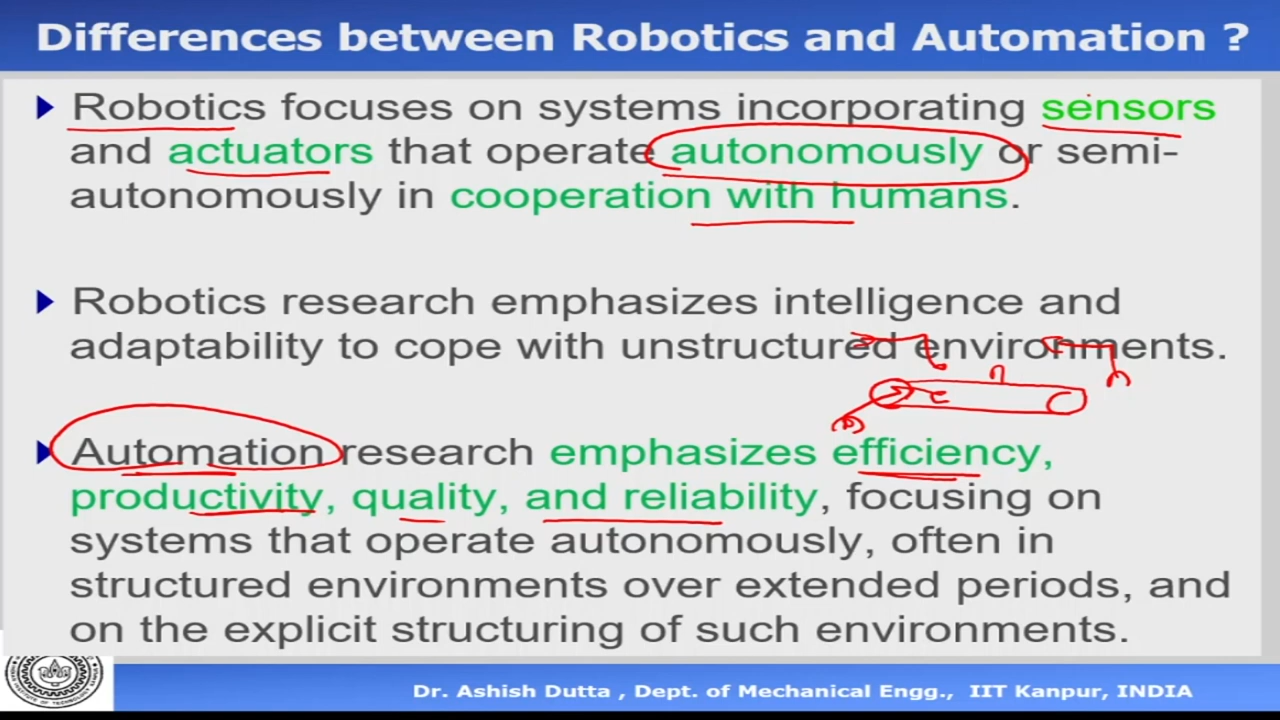 Differences between Robotics and Automation ?
Robotics focuses on systems incorporating sensors
and actuators that operate autonomously or semi-
autonomously in cooperation with humans.
Robotics research emphasizes intelligence and
adaptability to cope with unstructured environments.
Automation research emphasizes efficiency,
productivity, quality, and reliability, focusing on
systems that operate autonomously, often in
structured environments over extended periods, and
on the explicit structuring of such environments.
Dr. Ashish Dutta , Dept. of Mechanical Engg., IIT Kanpur, INDIA